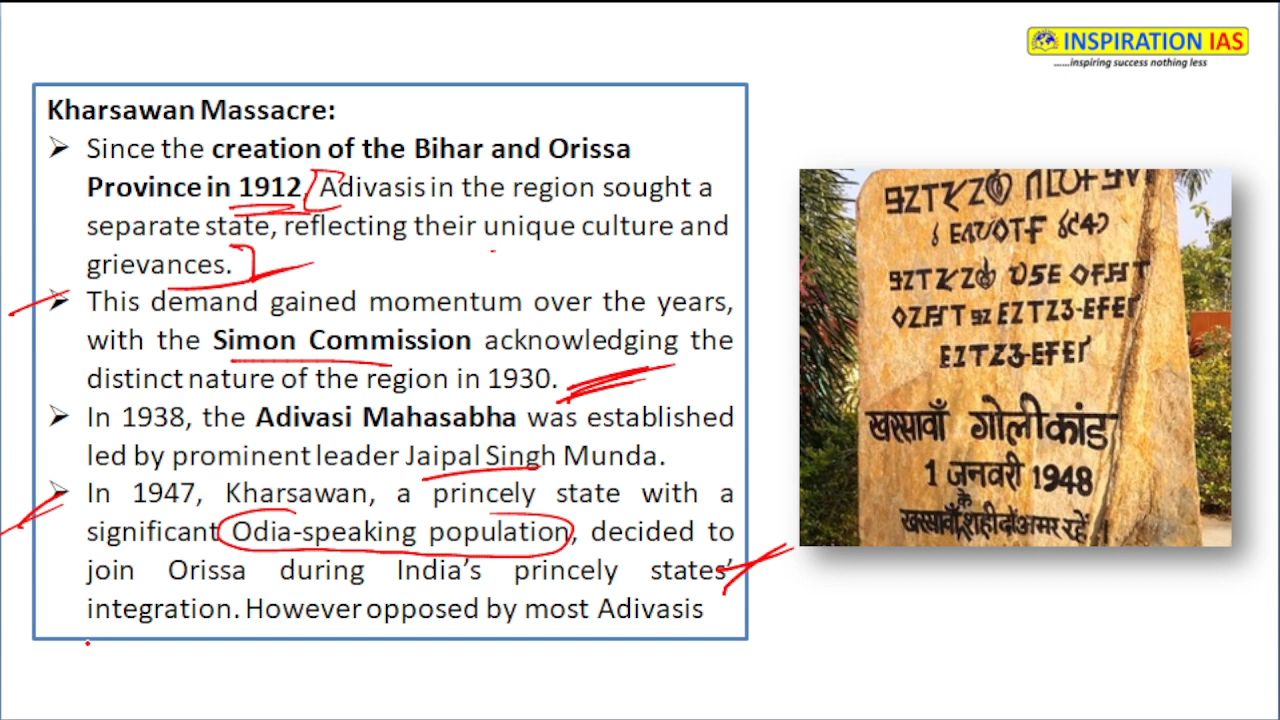 INSPIRATION IAS
......inspiring success nothing less
Kharsawan Massacre:
➢ Since the creation of the Bihar and Orissa
Province in 1912, Adivasis in the region sought a
separate state, reflecting their unique culture and
grievances.
➢ This demand gained momentum over the years,
with the Simon Commission acknowledging the
distinct nature of the region in 1930.
➢ In 1938, the Adivasi Mahasabha was established
led by prominent leader Jaipal Singh Munda.
➢ In 1947, Kharsawan, a princely state with a
significant Odia-speaking population, decided to
join Orissa during India’s princely states’
integration. However opposed by most Adivasis
खरसावाँ गोलीकांड
1 जनवरी 1948
के
खरसावाँ शहीदों अमर रहें